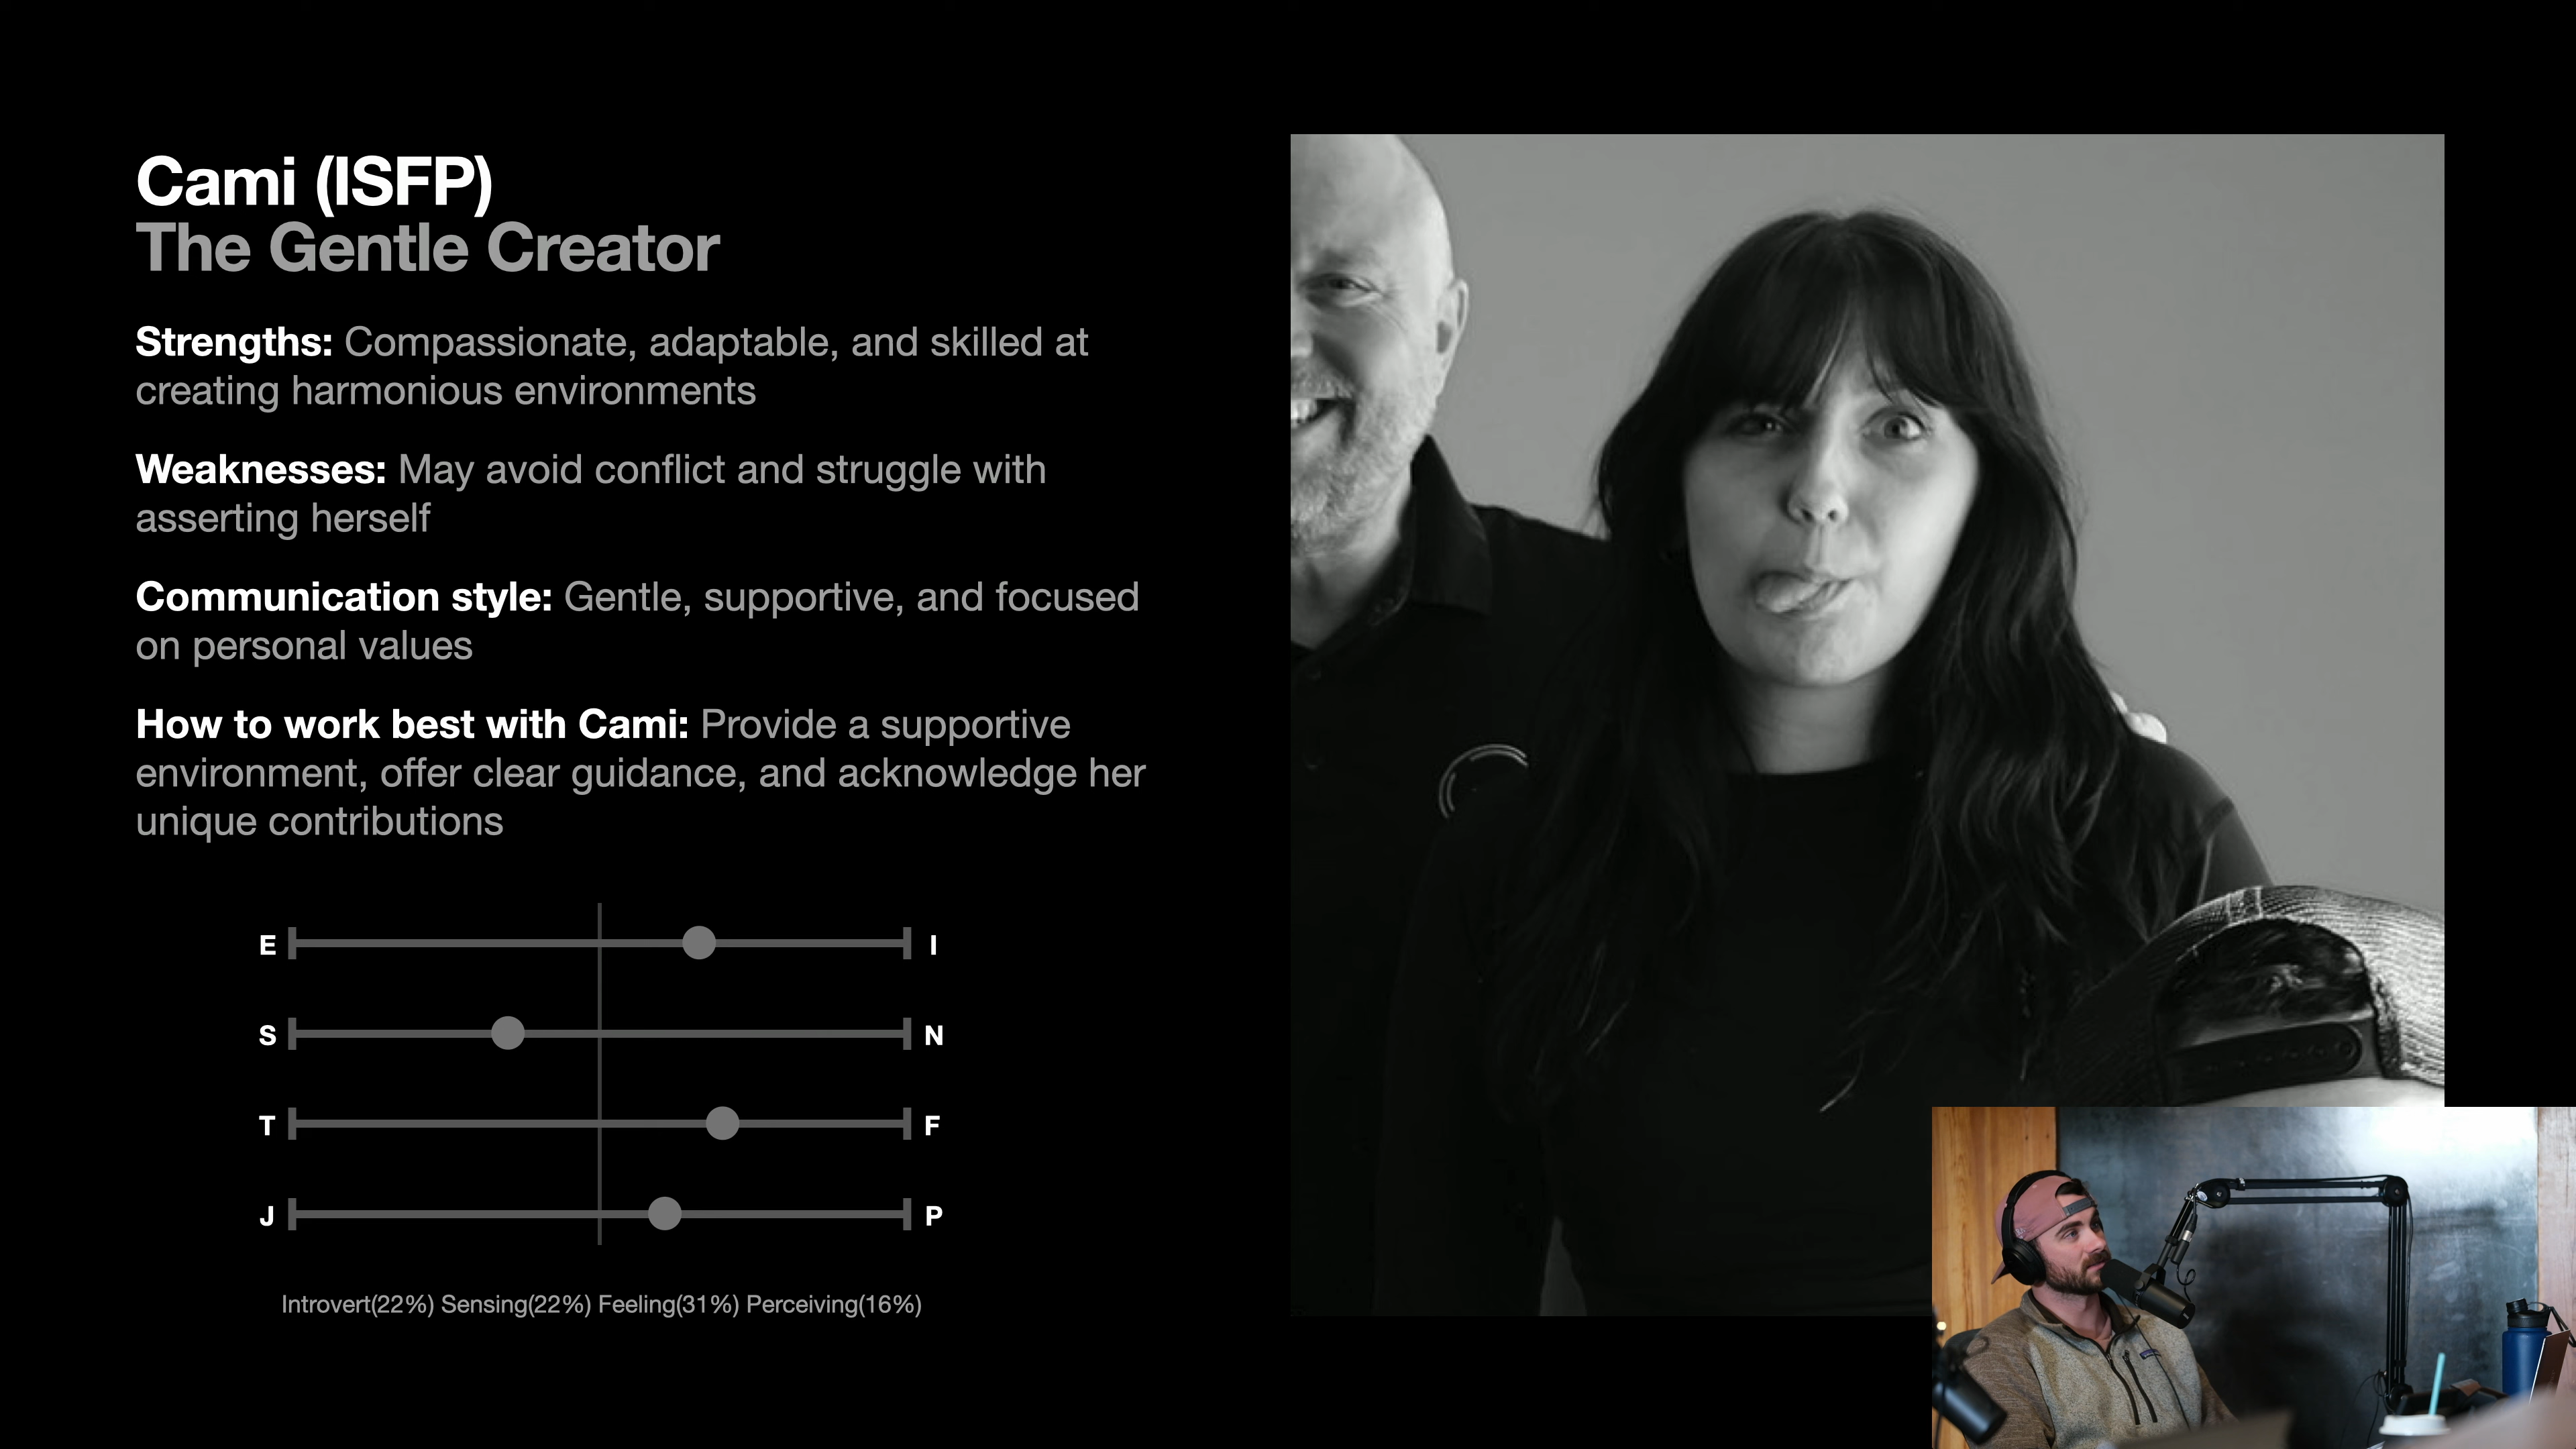 Cami (ISFP)
The Gentle Creator
Strengths: Compassionate, adaptable, and skilled at
creating harmonious environments
Weaknesses: May avoid conflict and struggle with
asserting herself
Communication style: Gentle, supportive, and focused
on personal values
How to work best with Cami: Provide a supportive
environment, offer clear guidance, and acknowledge her
unique contributions
E I
S N
T F
J P
Introvert(22%) Sensing(22%) Feeling(31%) Perceiving(16%)